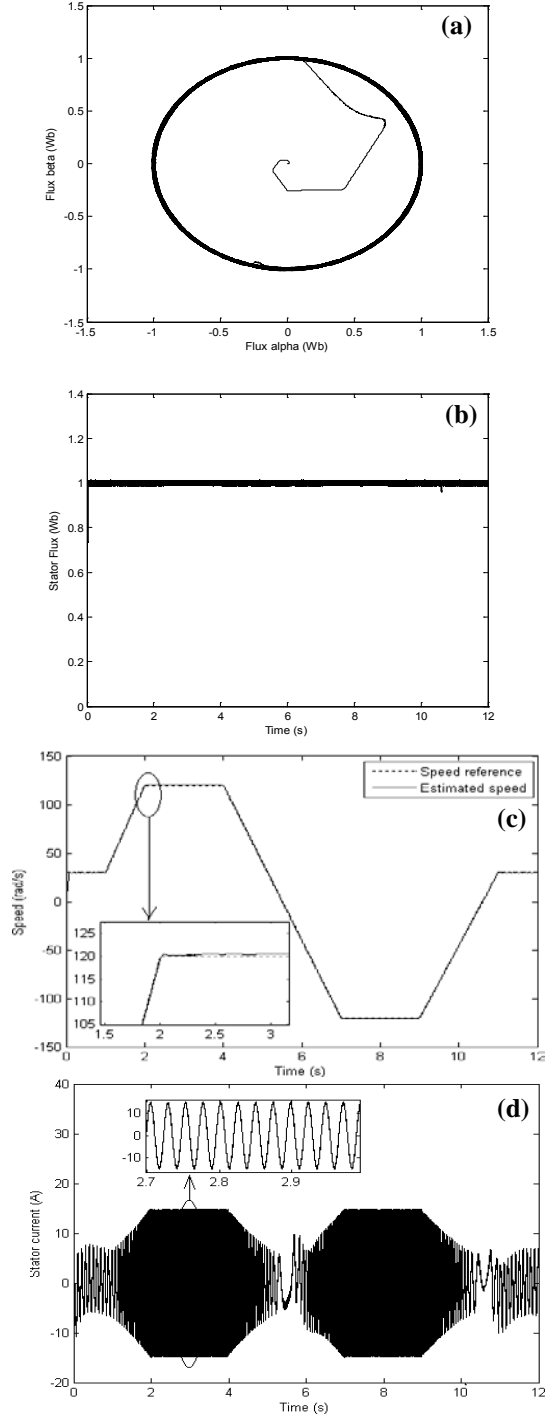 (a)
1.5
1
0.5
0
-0.5
-1
-1.5
Flux beta (Wb)
-1.5 -1 -0.5 0 0.5 1 1.5
Flux alpha (Wb)
(b)
1.4
1.2
1
0.8
0.6
0.4
0.2
0
Stator Flux (Wb)
0 2 4 6 8 10 12
Time (s)
(c)
150
100
50
0
-50
-100
-150
Speed (rad/s)
Speed reference
Estimated speed
125
120
115
110
105
1.5 2 2.5 3
0 2 4 6 8 10 12
Time (s)
(d)
40
30
20
10
0
-10
-20
Stator current (A)
10
0
-10
2.7 2.8 2.9
0 2 4 6 8 10 12
Time (s)